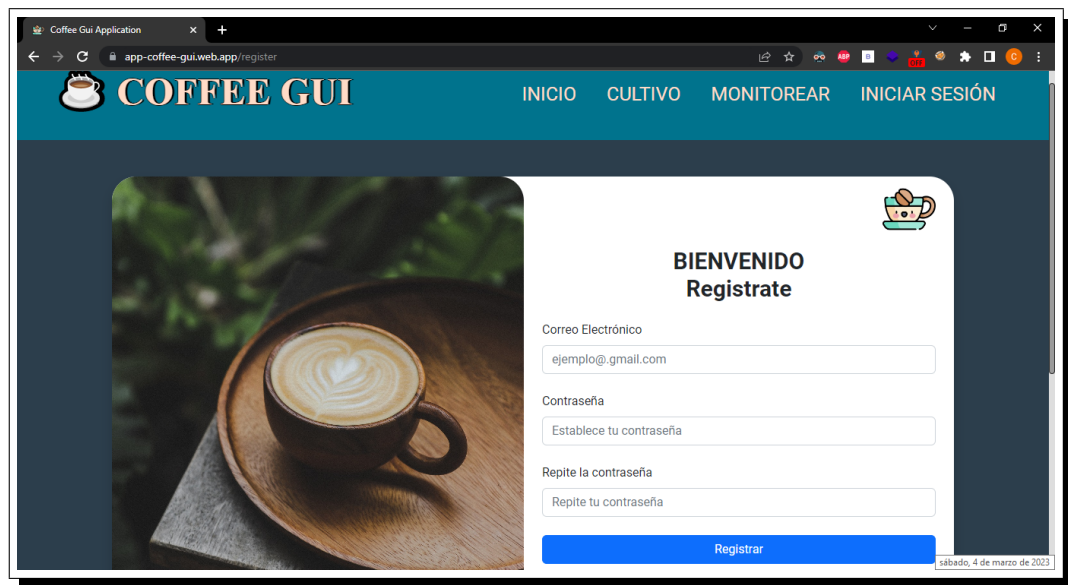 Coffee Gui Application
app-coffee-gui.web.app/register
ABP
B
OFF
C
COFFEE GUI
INICIO CULTIVO MONITOREAR INICIAR SESIÓN
BIENVENIDO
Registrate
Correo Electrónico
ejemplo@.gmail.com
Contraseña
Establece tu contraseña
Repite la contraseña
Repite tu contraseña
Registrar
sábado, 4 de marzo de 2023